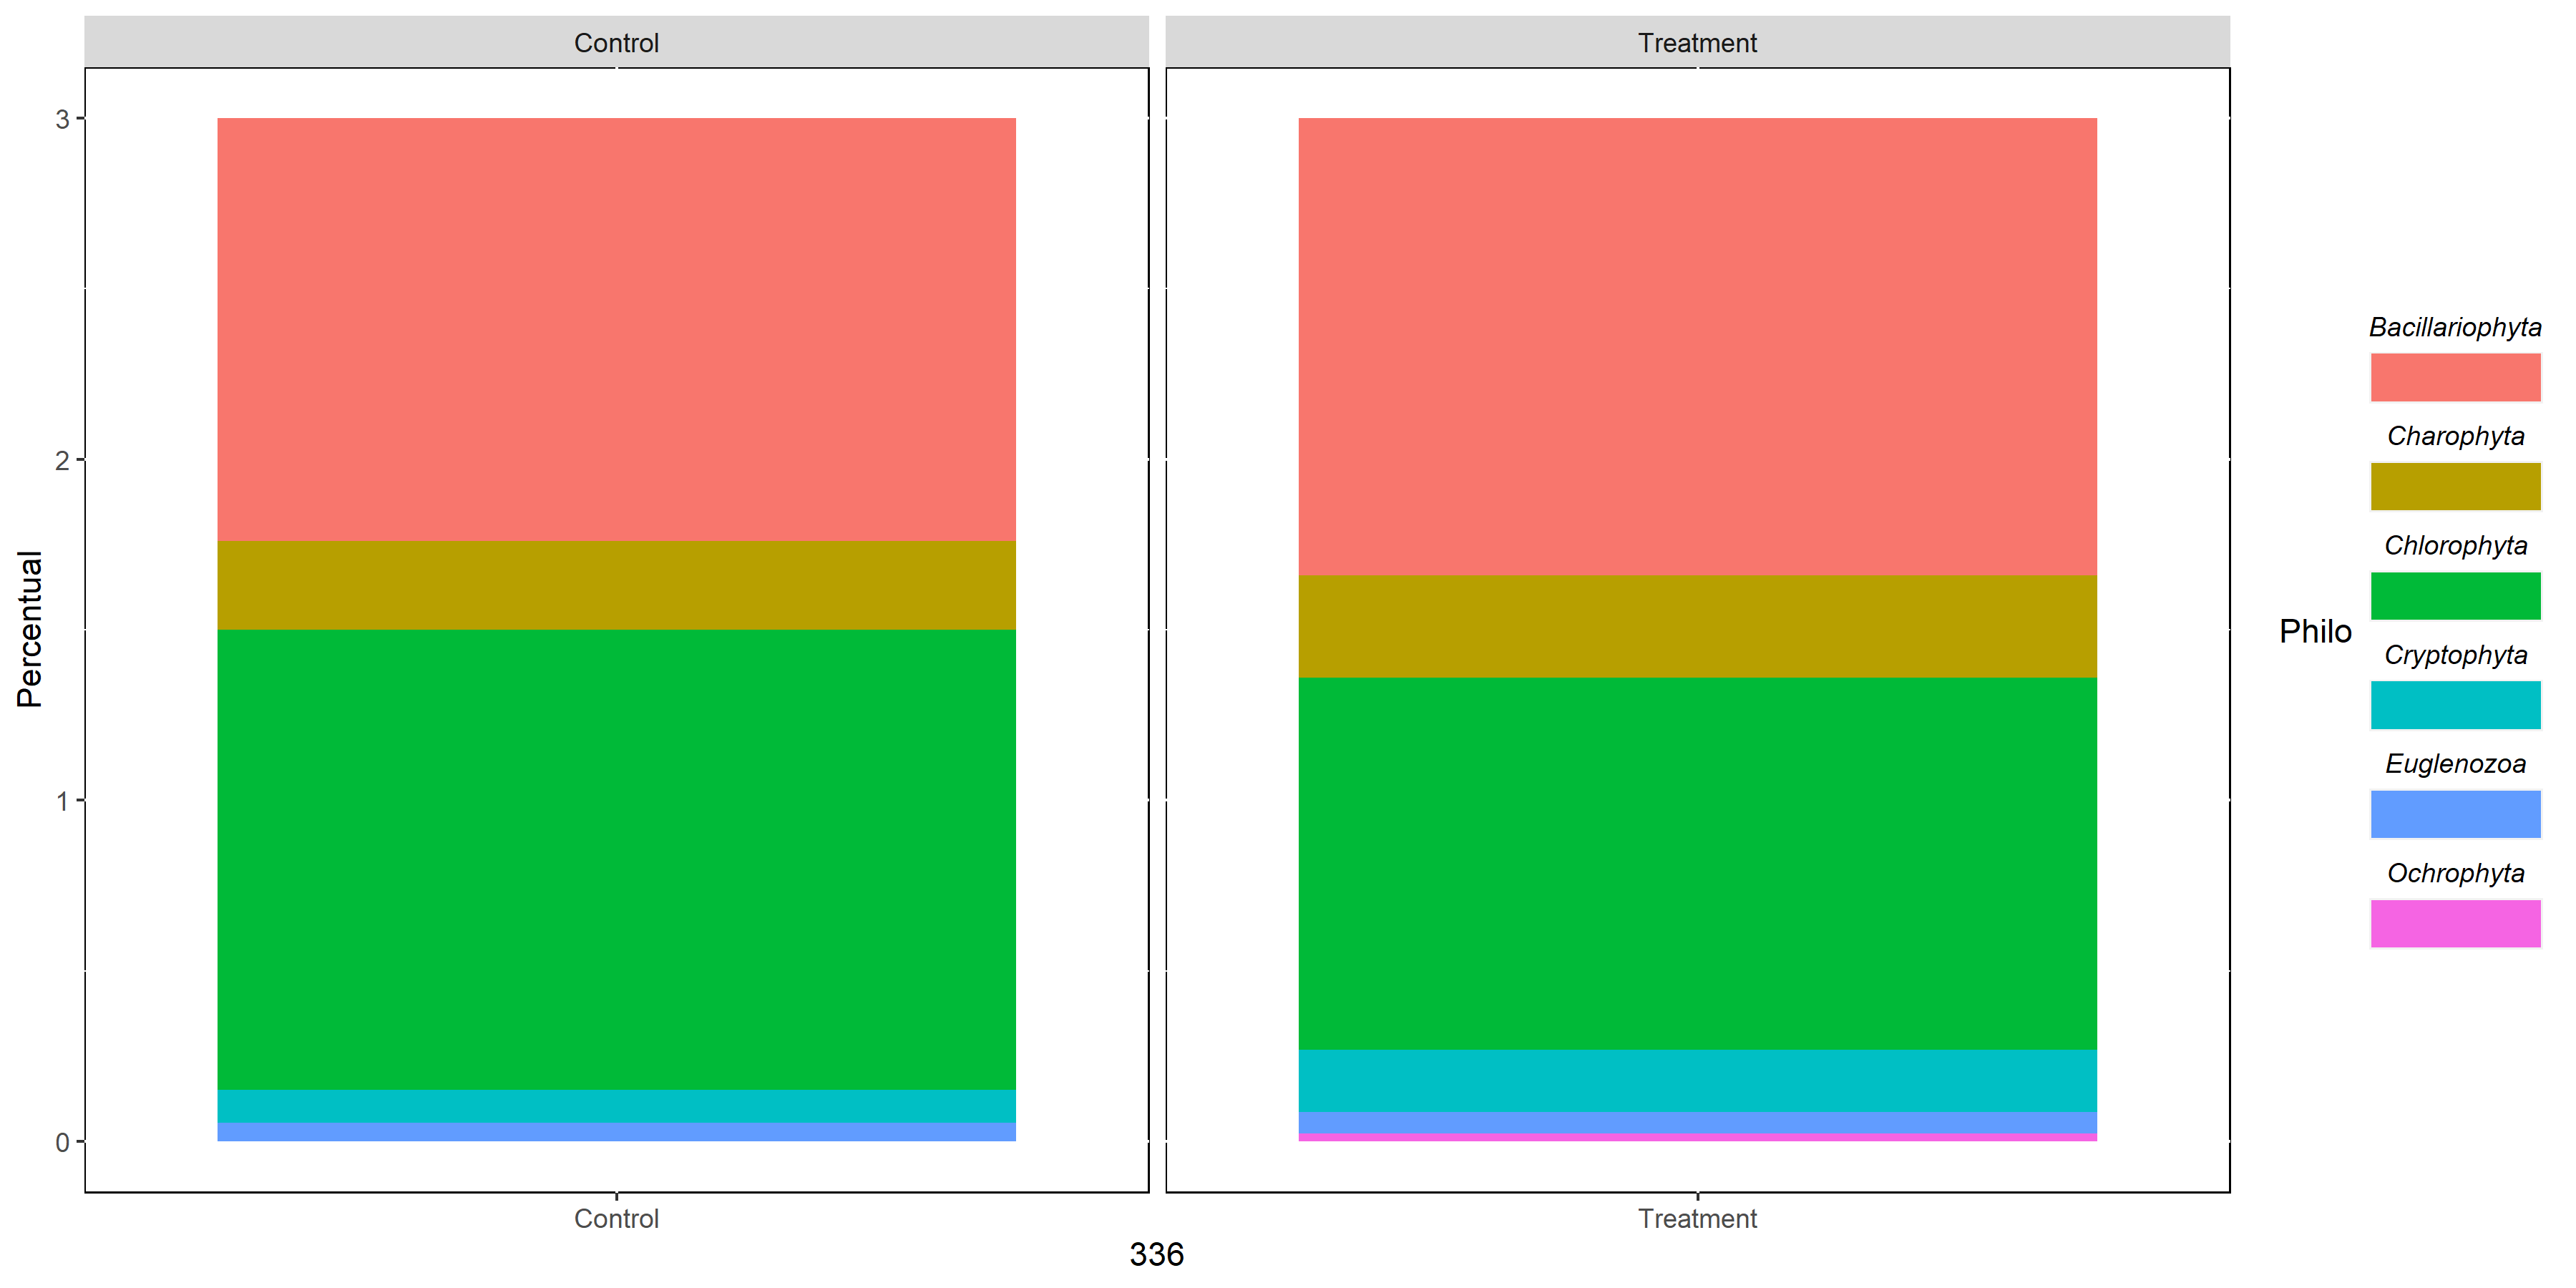 Control
Treatment
3
2
1
0
Percentual
Control
Treatment
336
Philo
Bacillariophyta
Charophyta
Chlorophyta
Cryptophyta
Euglenozoa
Ochrophyta